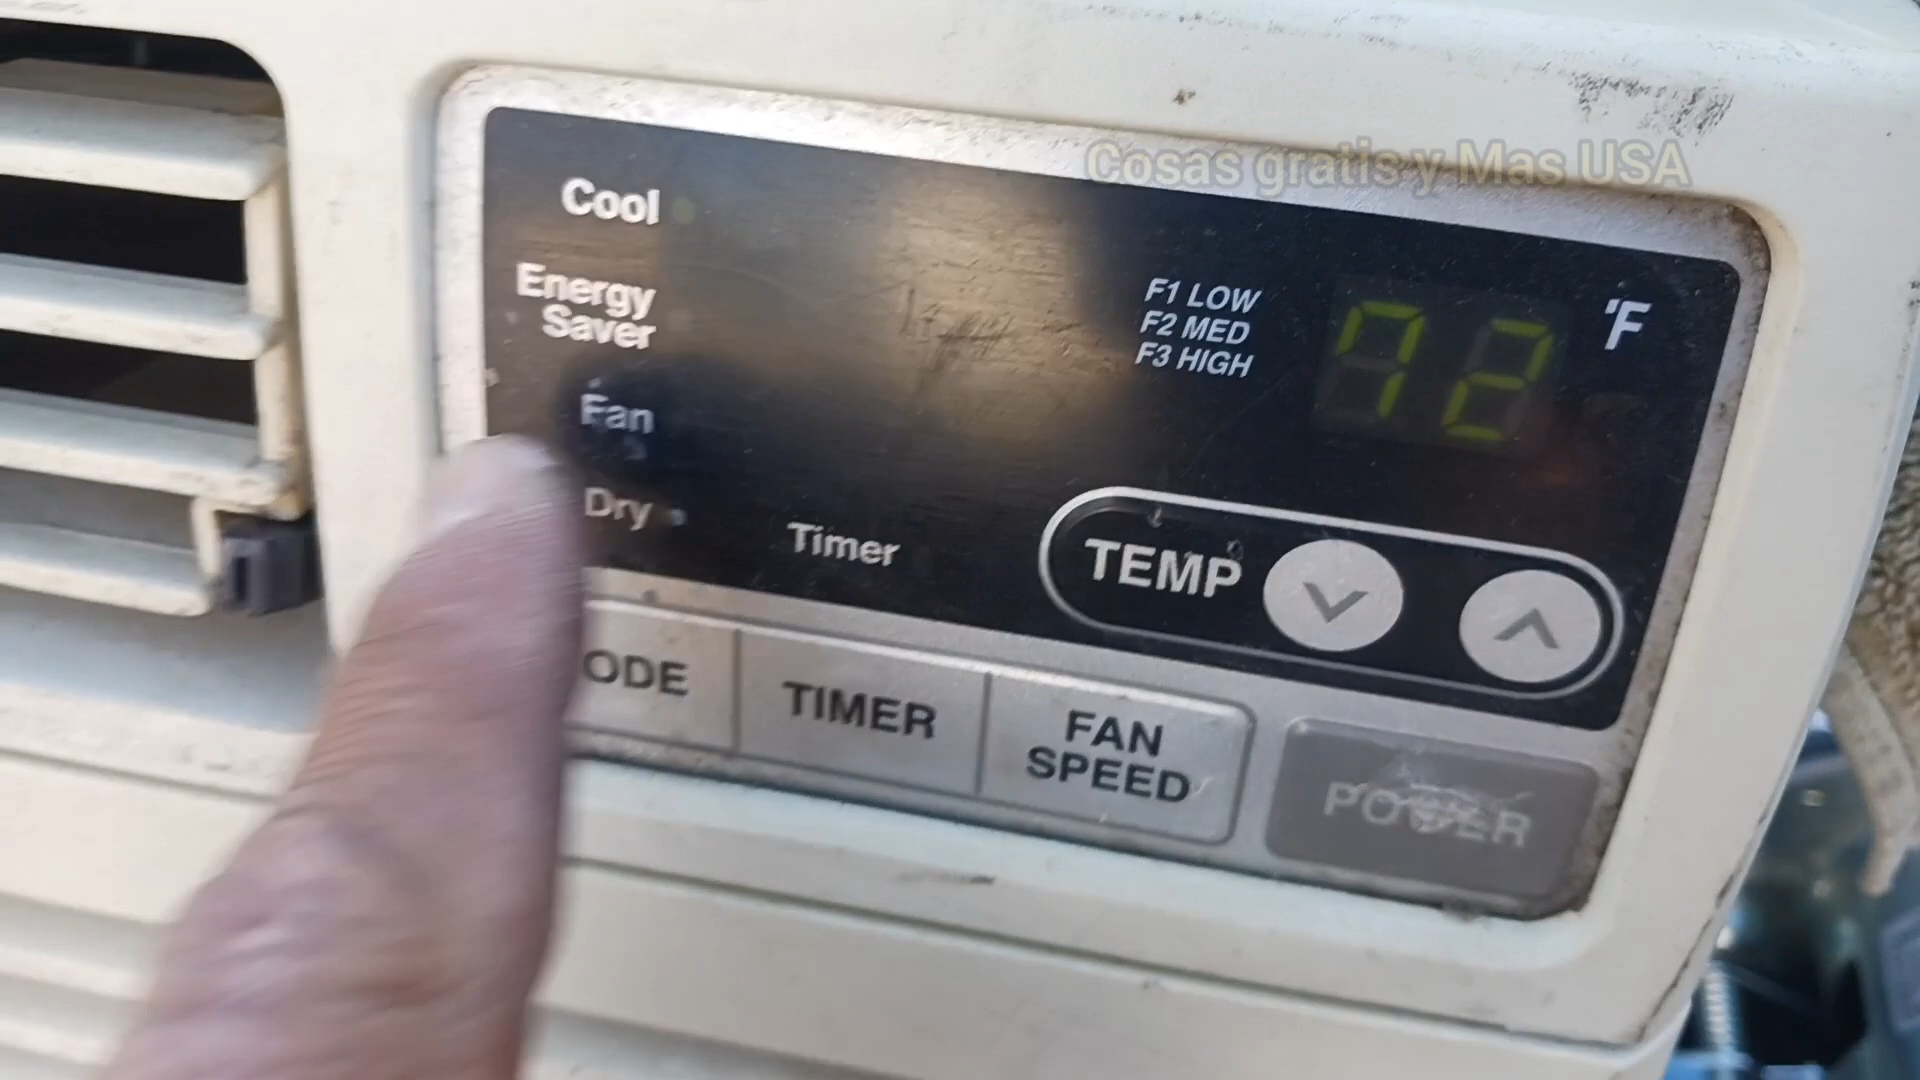 Cosas gratis y Mas USA
Cool
Energy
Saver
Fan
Dry
Timer
F1 LOW
F2 MED
F3 HIGH
72
°F
TEMP
ODE
TIMER
FAN
SPEED
POWER